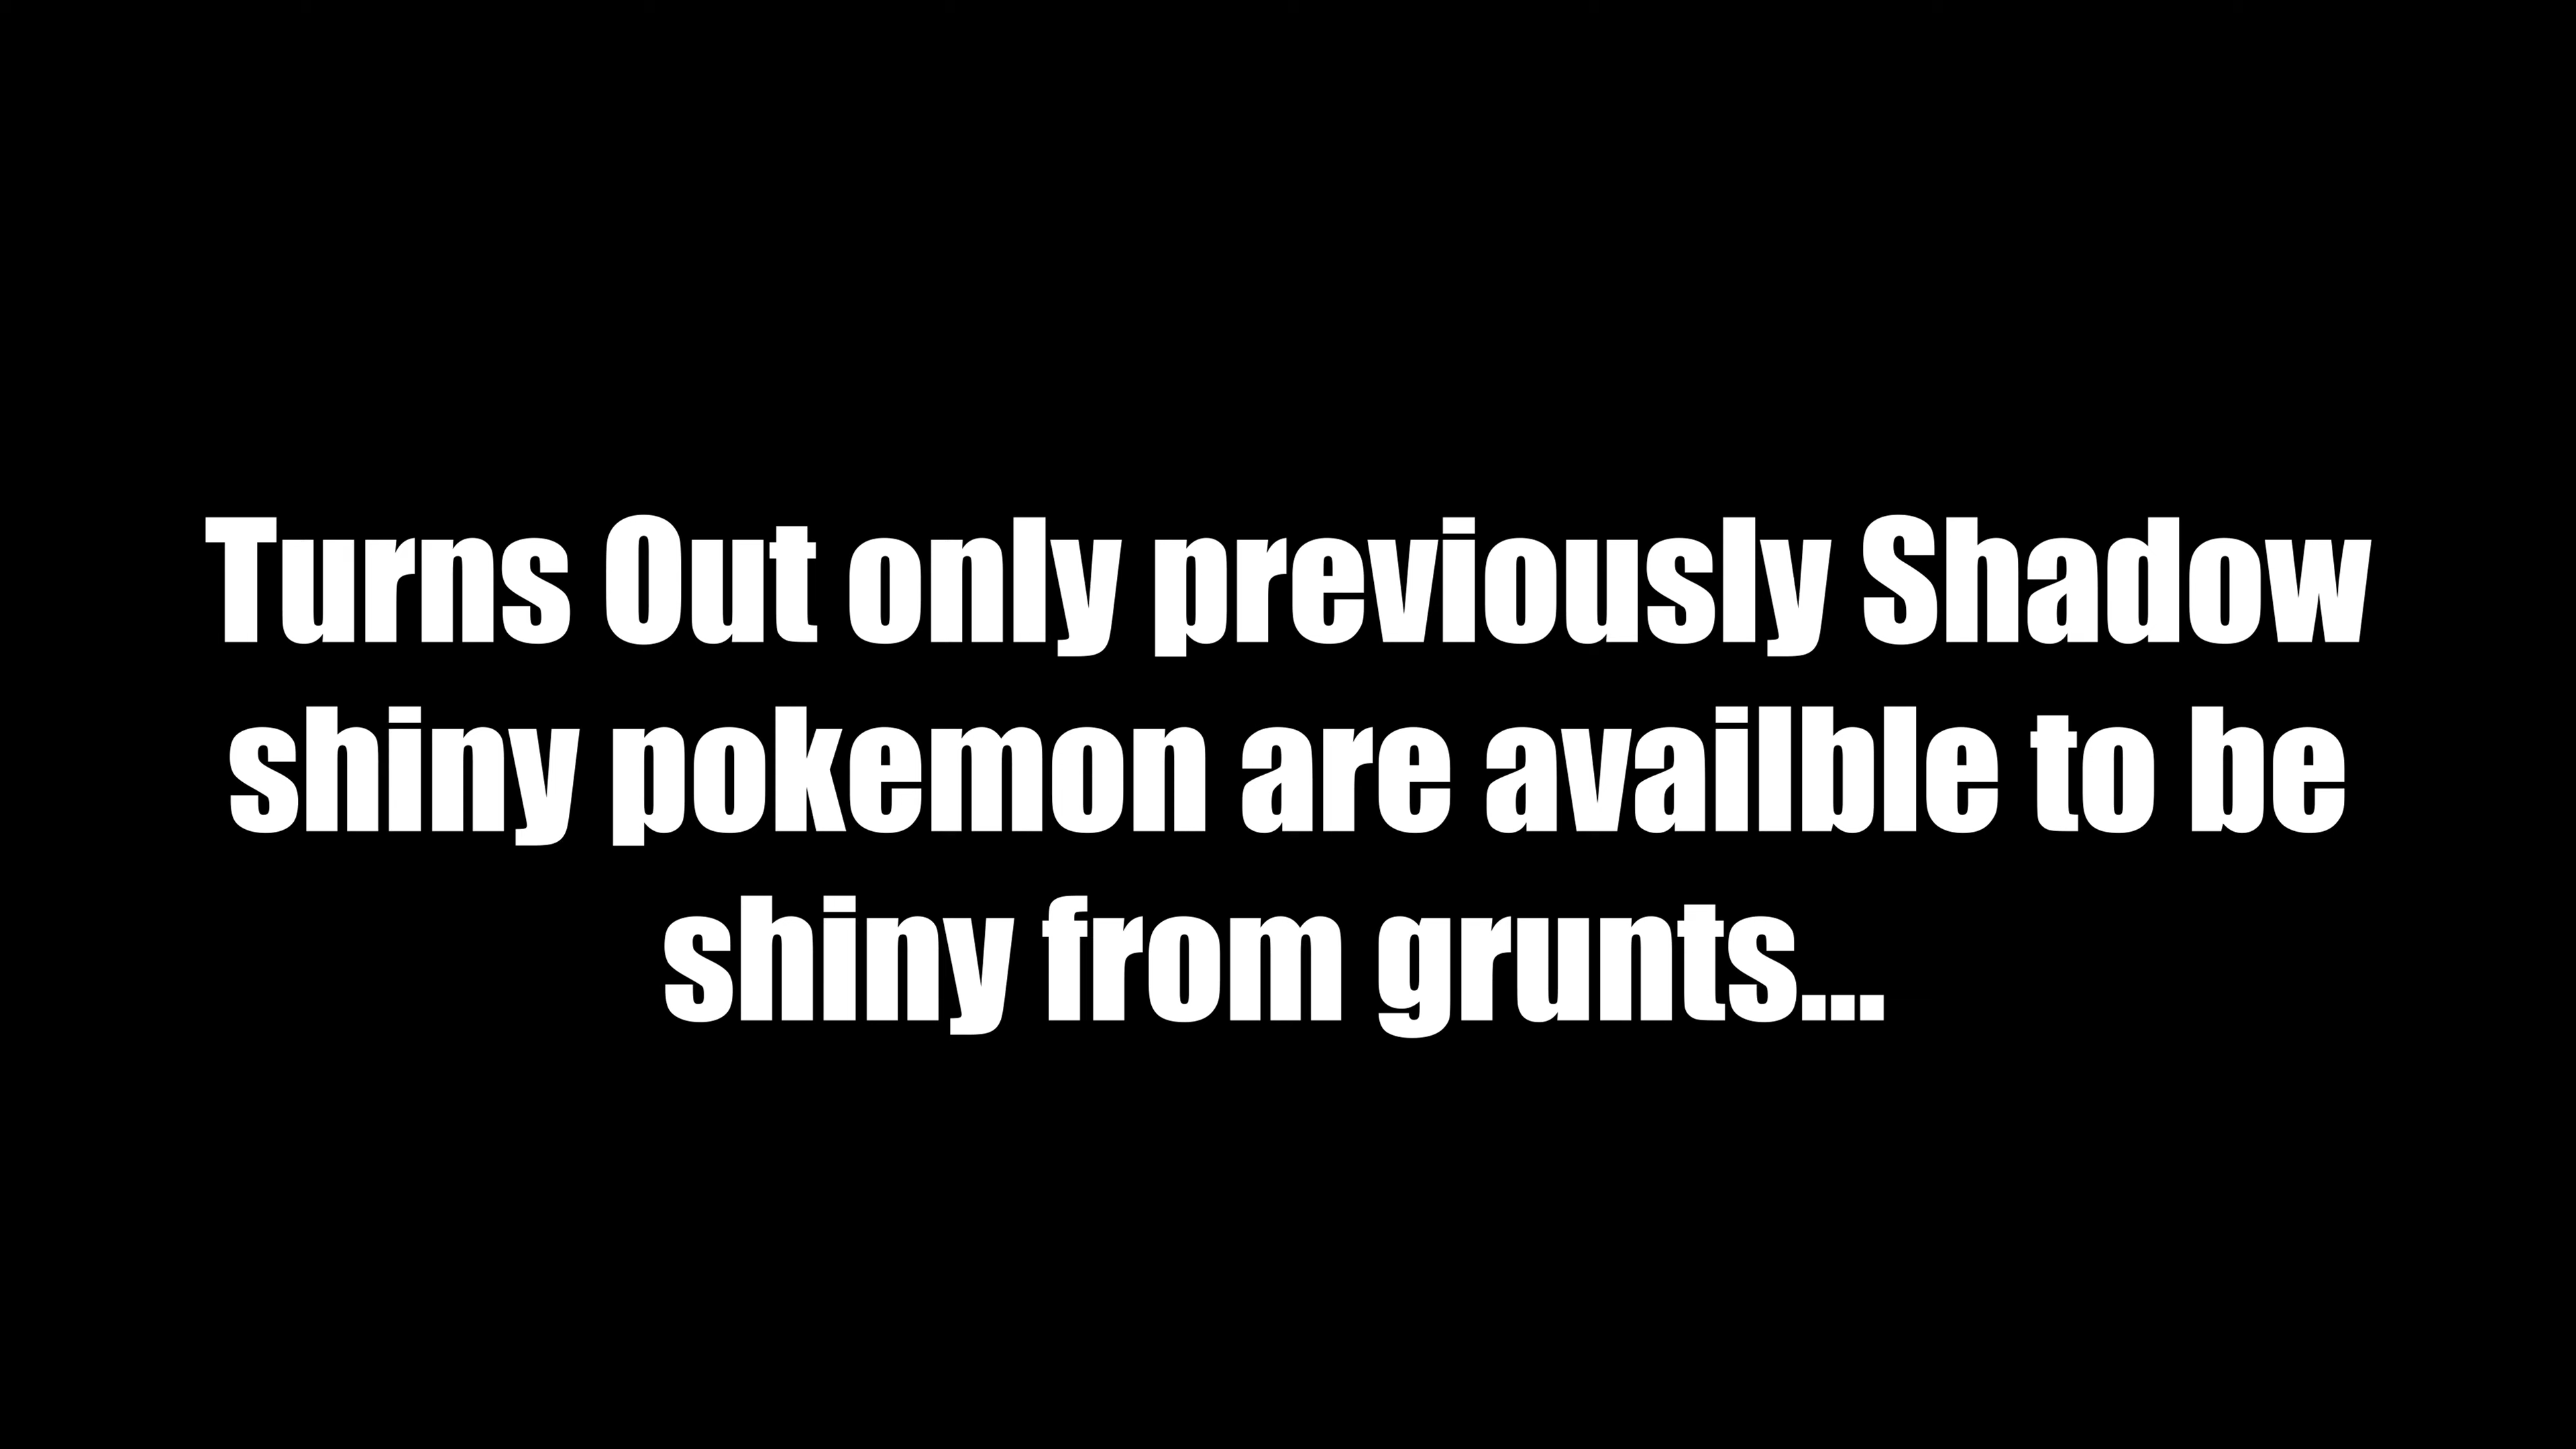 Turns Out only previously Shadow
shiny pokemon are availble to be
shiny from grunts...